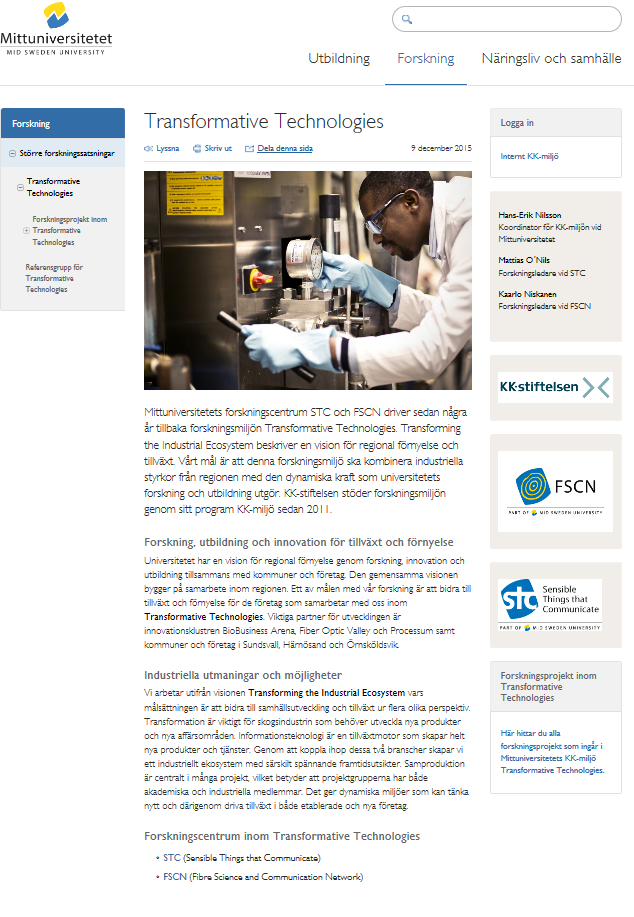 Mittuniversitetet
MID SWEDEN UNIVERSITY
Utbildning
Forskning
Näringsliv och samhälle
Forskning
Större forskningssatsningar
Transformative
Technologies
Forskningsprojekt inom
Transformative
Technologies
Referensgrupp för
Transformative
Technologies
Transformative Technologies
Lyssna
Skriv ut
Dela denna sida
9 december 2015
Mittuniversitetets forskningscentrum STC och FSCN driver sedan några
år tillbaka forskningsmiljön Transformative Technologies. Transforming
the Industrial Ecosystem beskriver en vision för regional förnyelse och
tillväxt. Vårt mål är att denna forskningsmiljö ska kombinera industriella
styrkor från regionen med den dynamiska kraft som universitetets
forskning och utbildning utgör. KK-stiftelsen stöder forskningsmiljön
genom sitt program KK-miljö sedan 2011.
Forskning, utbildning och innovation för tillväxt och förnyelse
Universitetet har en vision för regional förnyelse genom forskning, innovation och
utbildning tillsammans med kommuner och företag. Den gemensamma visionen
bygger på samarbete inom regionen. Ett av målen med vår forskning är att bidra till
tillväxt och förnyelse för de företag som samarbetar med oss inom
Transformative Technologies. Viktiga partner för utvecklingen är
innovationsklustren BioBusiness Arena, Fiber Optic Valley och Processum samt
kommuner och företag i Sundsvall, Härnösand och Örnsköldsvik.
Industriella utmaningar och möjligheter
Vi arbetar utifrån visionen Transforming the Industrial Ecosystem vars
målsättningen är att bidra till samhällsutveckling och tillväxt ur flera olika perspektiv.
Transformation är viktigt för skogsindustrin som behöver utveckla nya produkter
och nya affärsområden. Informationsteknologi är en tillväxtmotor som skapar helt
nya produkter och tjänster. Genom att koppla ihop dessa två branscher skapar vi
ett industriellt ekosystem med särskilt spännande framtidsutsikter. Samproduktion
är centralt i många projekt, vilket betyder att projektgrupperna har både
akademiska och industriella medlemmar. Det ger dynamiska miljöer som kan tänka
nytt och därigenom driva tillväxt i både etablerade och nya företag.
Forskningscentrum inom Transformative Technologies
• STC (Sensible Things that Communicate)
• FSCN (Fibre Science and Communication Network)
Logga in
Internt KK-miljö
Hans-Erik Nilsson
Koordinator för KK-miljön vid
Mittuniversitetet
Mattias O´Nils
Forskningsledare vid STC
Kaarlo Niskanen
Forskningsledare vid FSCN
KK-stiftelsen
FSCN
PART OF MID SWEDEN UNIVERSITY
stc Sensible
Things that
Communicate
PART OF MID SWEDEN UNIVERSITY
Forskningsprojekt inom
Transformative
Technologies
Här hittar du alla
forskningsprojekt som ingår i
Mittuniversitetets KK-miljö
Transformative Technologies.